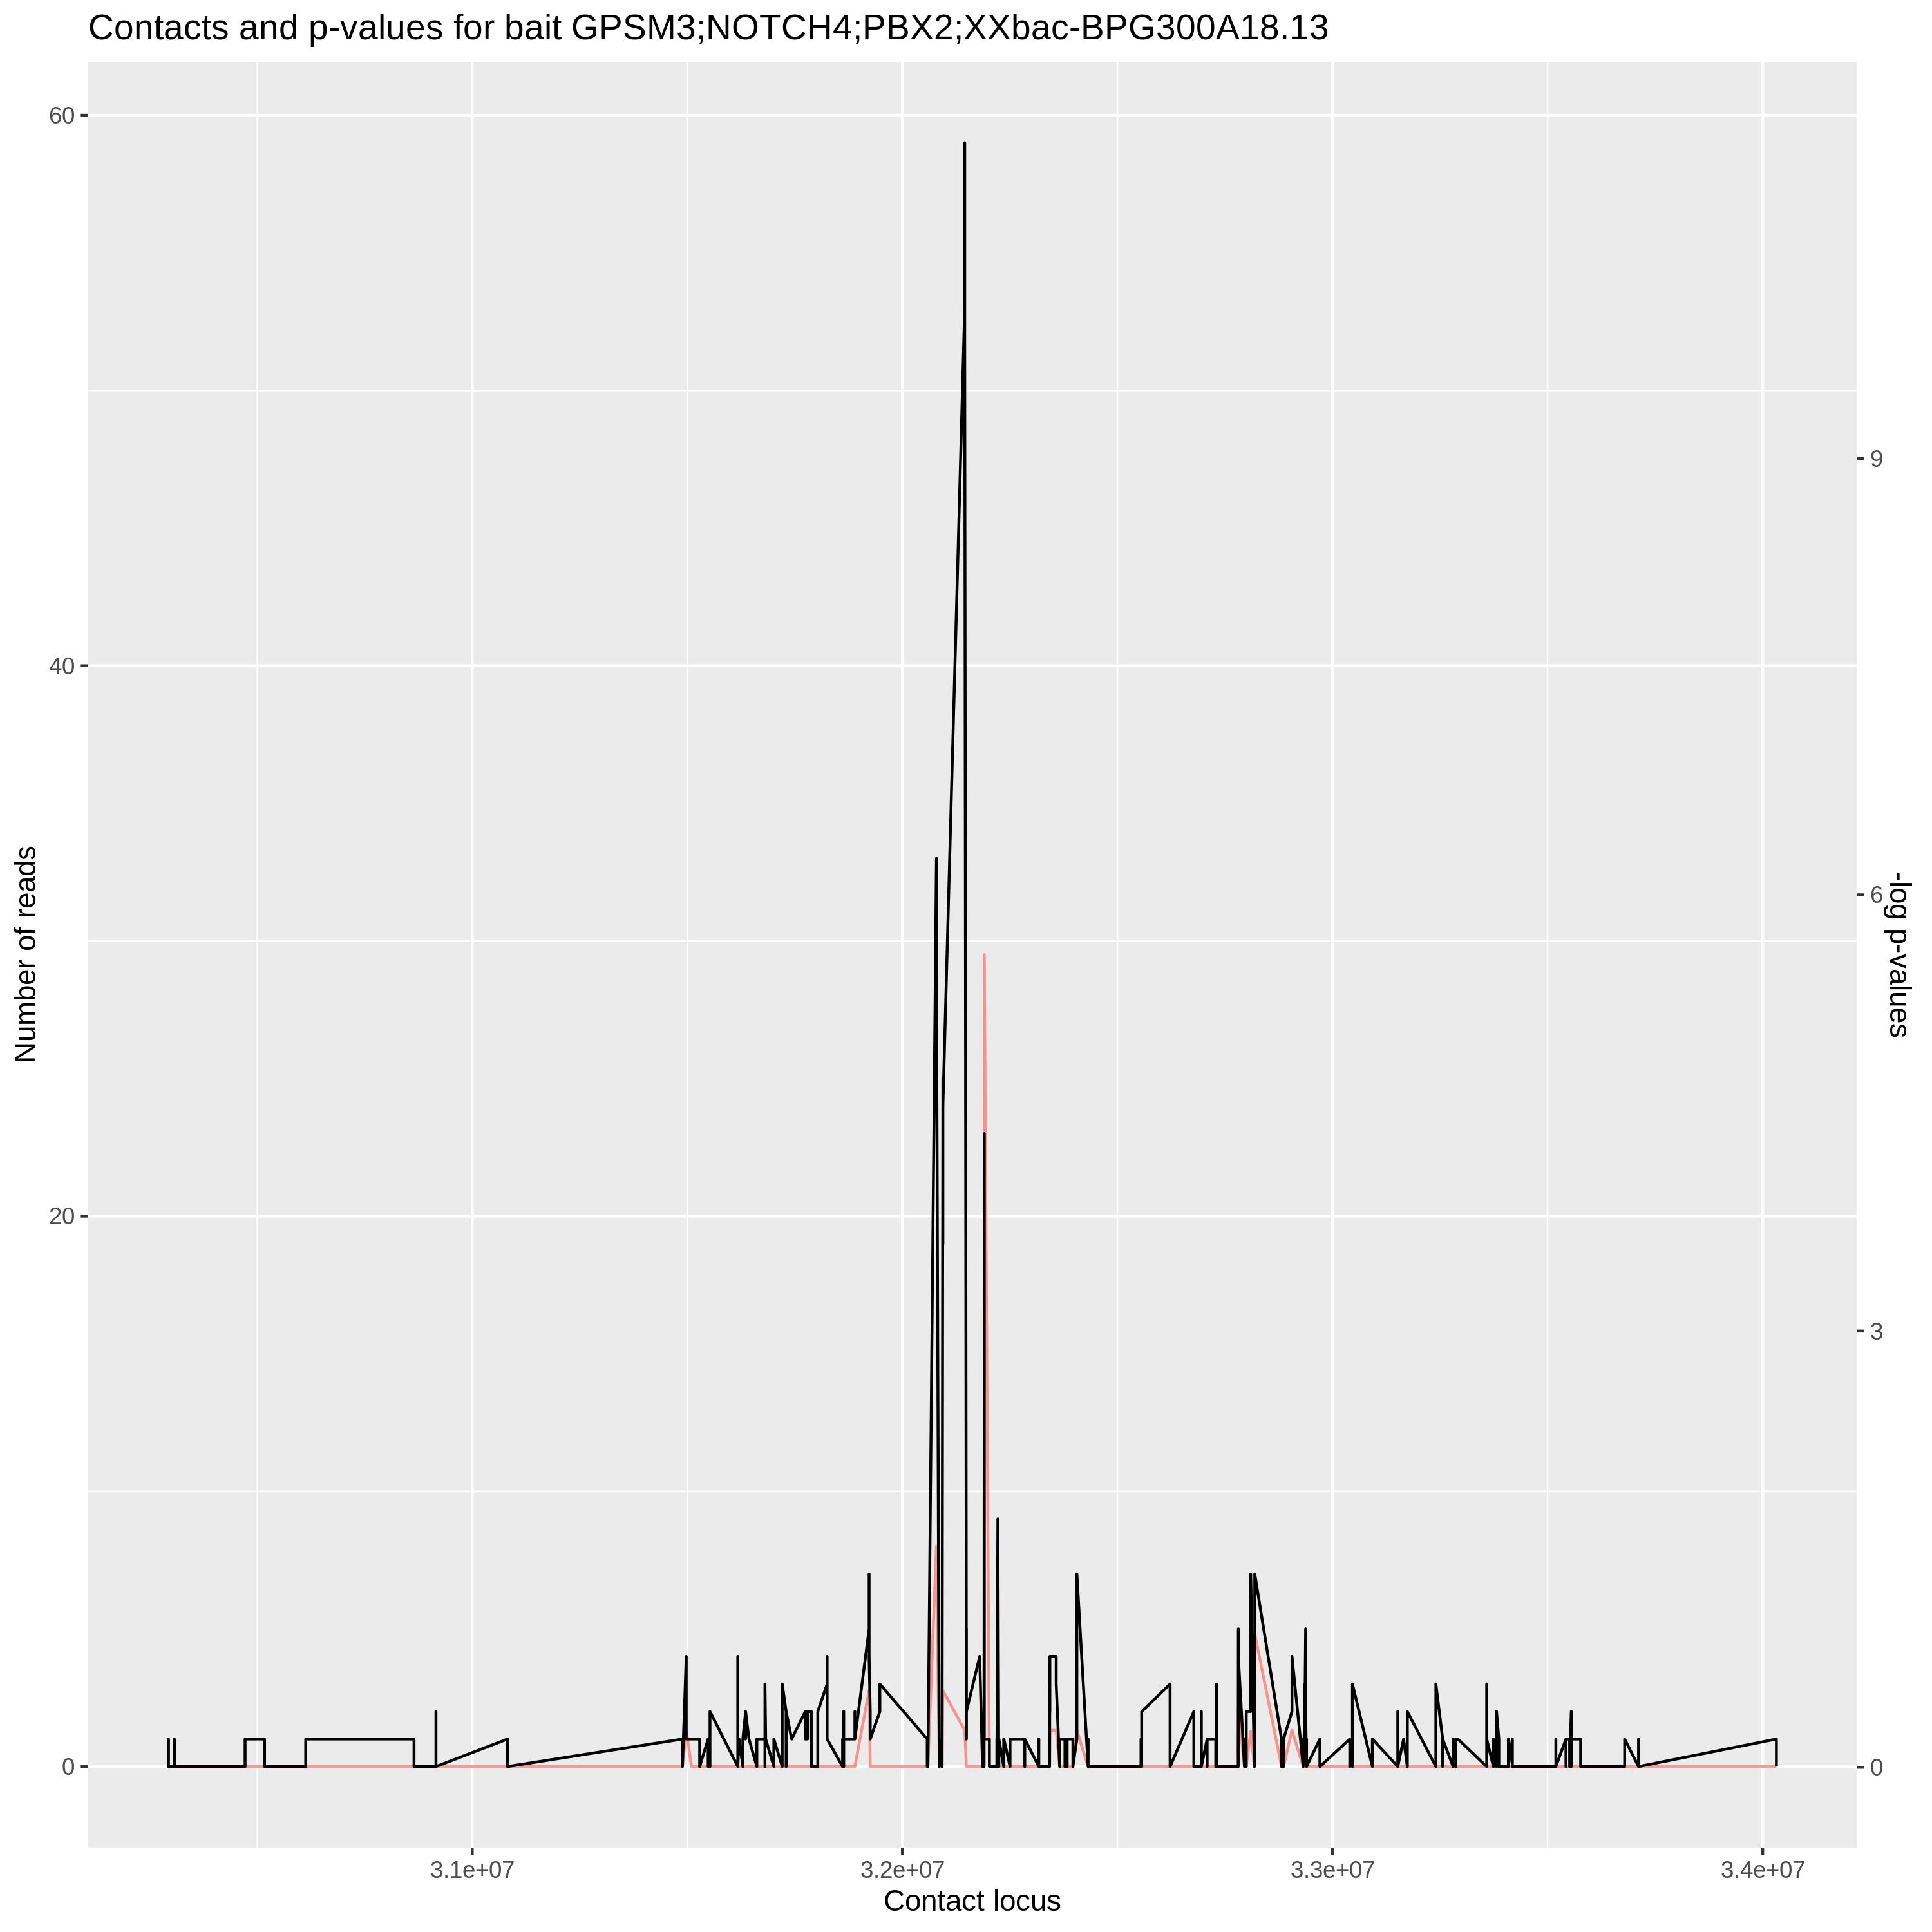 Contacts and p-values for bait GPSM3;NOTCH4;PBX2;XXbac-BPG300A18.13
60
40
20
0
Number of reads
9
6
3
0
-log p-values
3.1e+07 3.2e+07 3.3e+07 3.4e+07
Contact locus